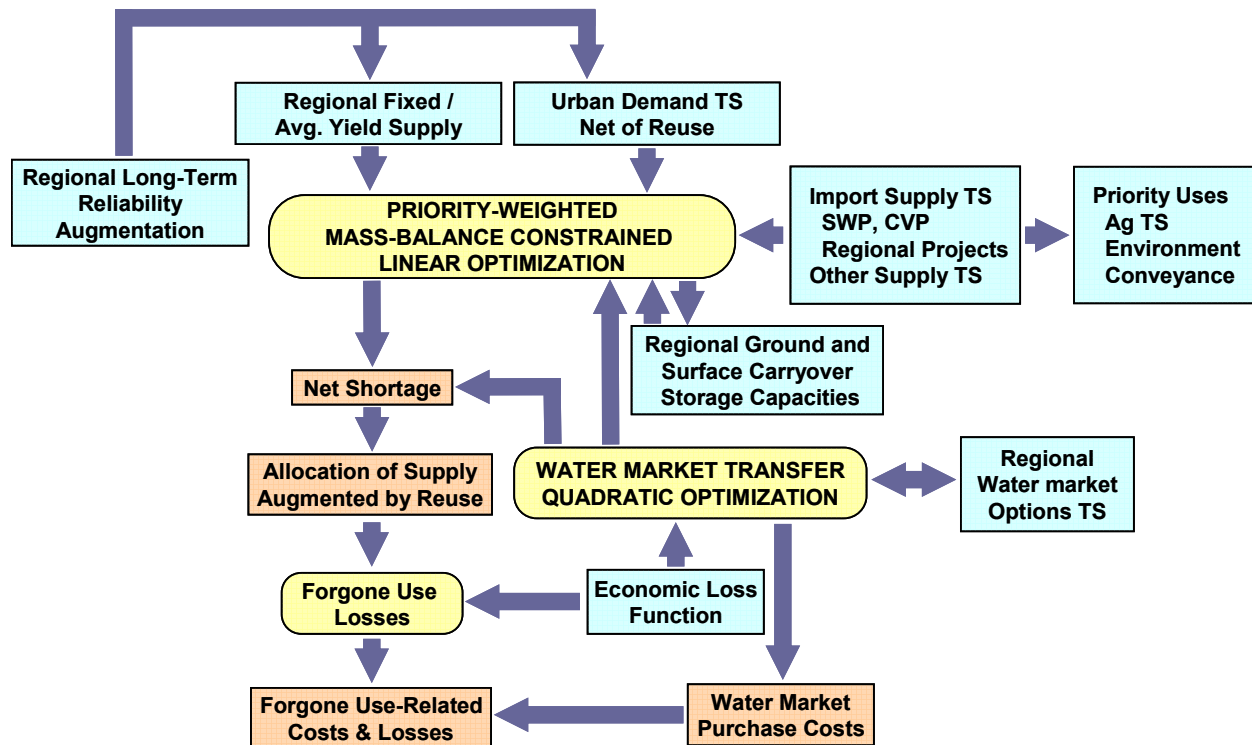 Regional Fixed /
Avg. Yield Supply
Urban Demand TS
Net of Reuse
Regional Long-Term
Reliability
Augmentation
PRIORITY-WEIGHTED
MASS-BALANCE CONSTRAINED
LINEAR OPTIMIZATION
Import Supply TS
SWP, CVP
Regional Projects
Other Supply TS
Priority Uses
Ag TS
Environment
Conveyance
Regional Ground and
Surface Carryover
Storage Capacities
Net Shortage
Allocation of Supply
Augmented by Reuse
WATER MARKET TRANSFER
QUADRATIC OPTIMIZATION
Regional
Water market
Options TS
Forgone Use
Losses
Economic Loss
Function
Forgone Use-Related
Costs & Losses
Water Market
Purchase Costs